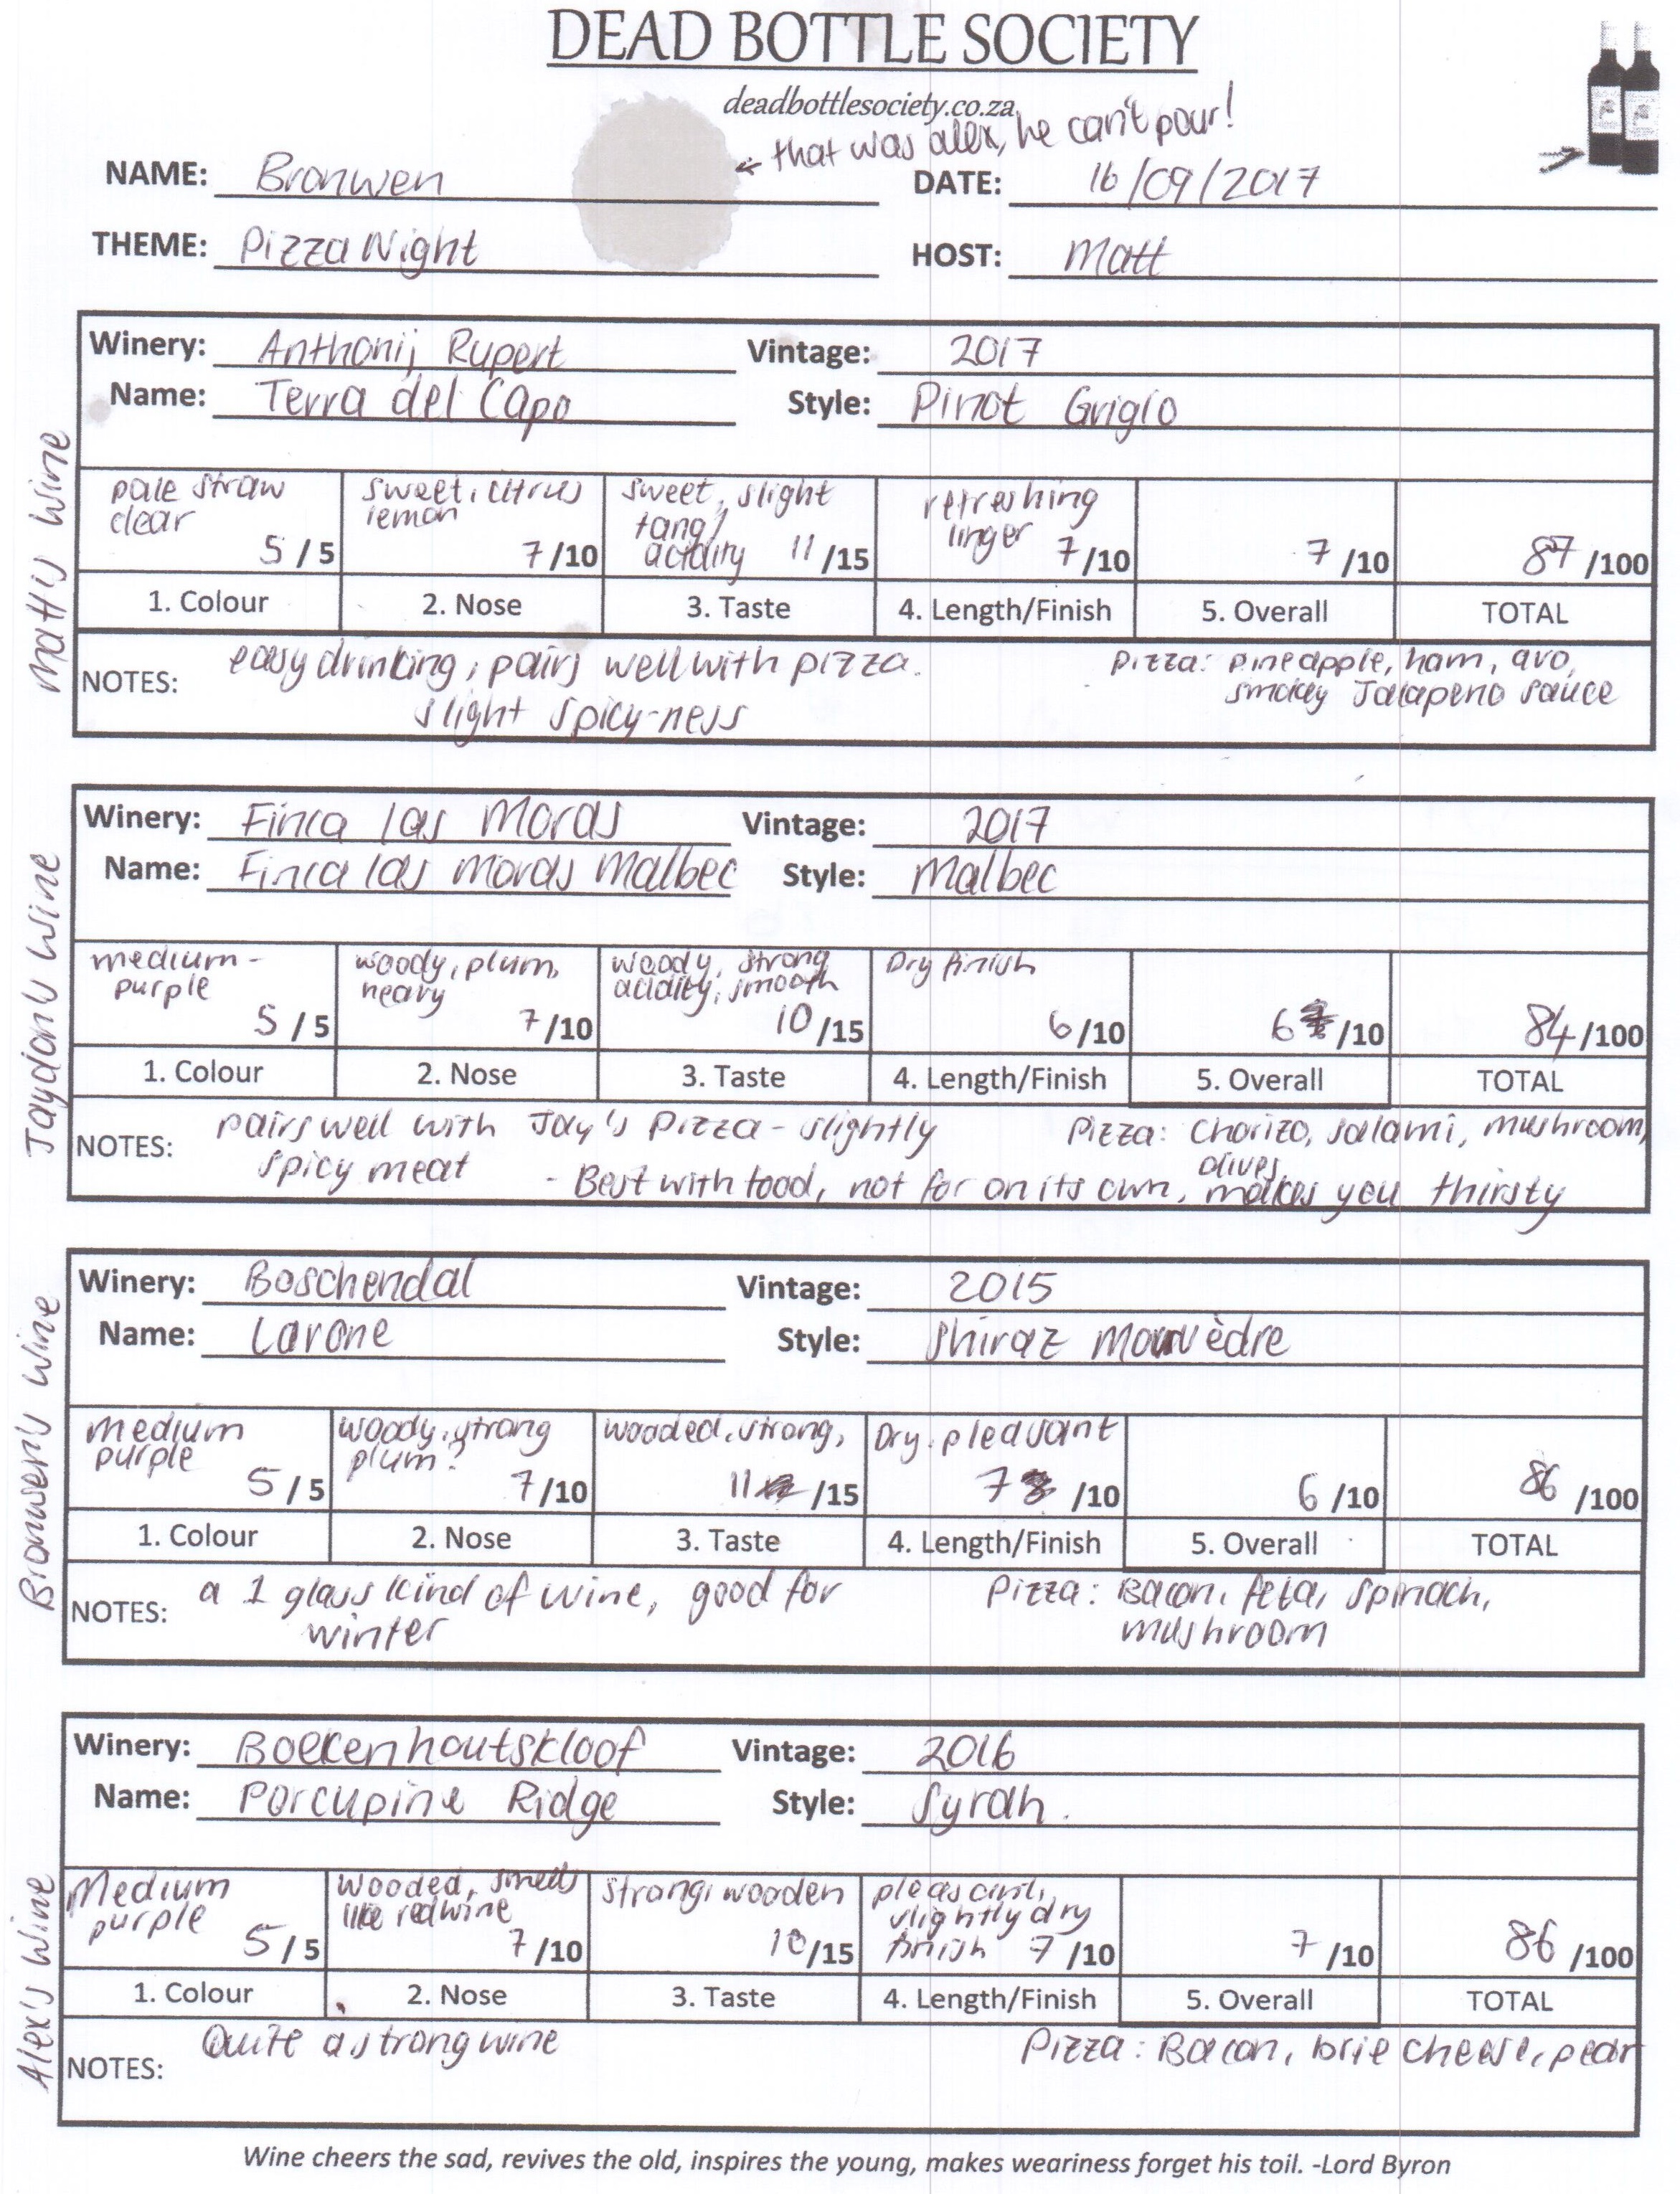 DEAD BOTTLE SOCIETY
deadbottlesociety.co.za
← that was alex, he can't pour!
NAME: Bronwen DATE: 16/09/2017
THEME: Pizza Night HOST: Matt
Matt's Wine
Winery: Anthonij Rupert Vintage: 2017
Name: Terra del Capo Style: Pinot Grigio
pale straw clear 5/5 sweet, citrus lemon 7/10 sweet, slight tang/acidity 11/15 refreshing linger 7/10 7/10 87/100
1. Colour 2. Nose 3. Taste 4. Length/Finish 5. Overall TOTAL
NOTES: easy drinking, pairs well with pizza. Pizza: pineapple, ham, avo,
slight spicy-ness smokey Jalapeno sauce
Jaydon's Wine
Winery: Finca las Moras Vintage: 2017
Name: Finca las Moras Malbec Style: Malbec
medium-purple 5/5 woody, plum, heavy 7/10 woody, strong acidity, smooth 10/15 Dry finish 6/10 6/10 84/100
1. Colour 2. Nose 3. Taste 4. Length/Finish 5. Overall TOTAL
NOTES: pairs well with Jay's Pizza - slightly Pizza: Chorizo, salami, mushroom,
spicy meat olives
- Best with food, not for on its own, makes you thirsty
Bronwen's Wine
Winery: Boschendal Vintage: 2015
Name: Larone Style: Shiraz Mourvèdre
Medium purple 5/5 woody, strong plum? 7/10 wooded, strong, 11/15 Dry, pleasant 7/10 6/10 86/100
1. Colour 2. Nose 3. Taste 4. Length/Finish 5. Overall TOTAL
NOTES: a 1 glass kind of wine, good for Pizza: Bacon, feta, spinach,
winter mushroom
Alex's Wine
Winery: Boekenhoutskloof Vintage: 2016
Name: Porcupine Ridge Style: Syrah.
Medium purple 5/5 Wooded, smells like red wine 7/10 strong, wooden 10/15 pleasant, slightly dry finish 7/10 7/10 86/100
1. Colour 2. Nose 3. Taste 4. Length/Finish 5. Overall TOTAL
NOTES: Quite a strong wine Pizza: Bacon, brie cheese, pear
Wine cheers the sad, revives the old, inspires the young, makes weariness forget his toil. -Lord Byron